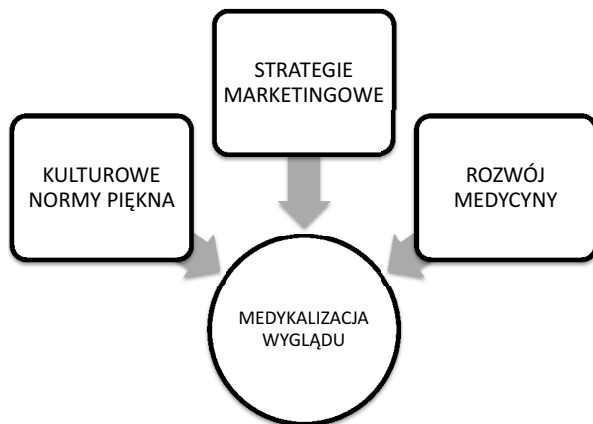 STRATEGIE
MARKETINGOWE
KULTUROWE
NORMY PIĘKNA
ROZWÓJ
MEDYCYNY
MEDYKALIZACJA
WYGLĄDU